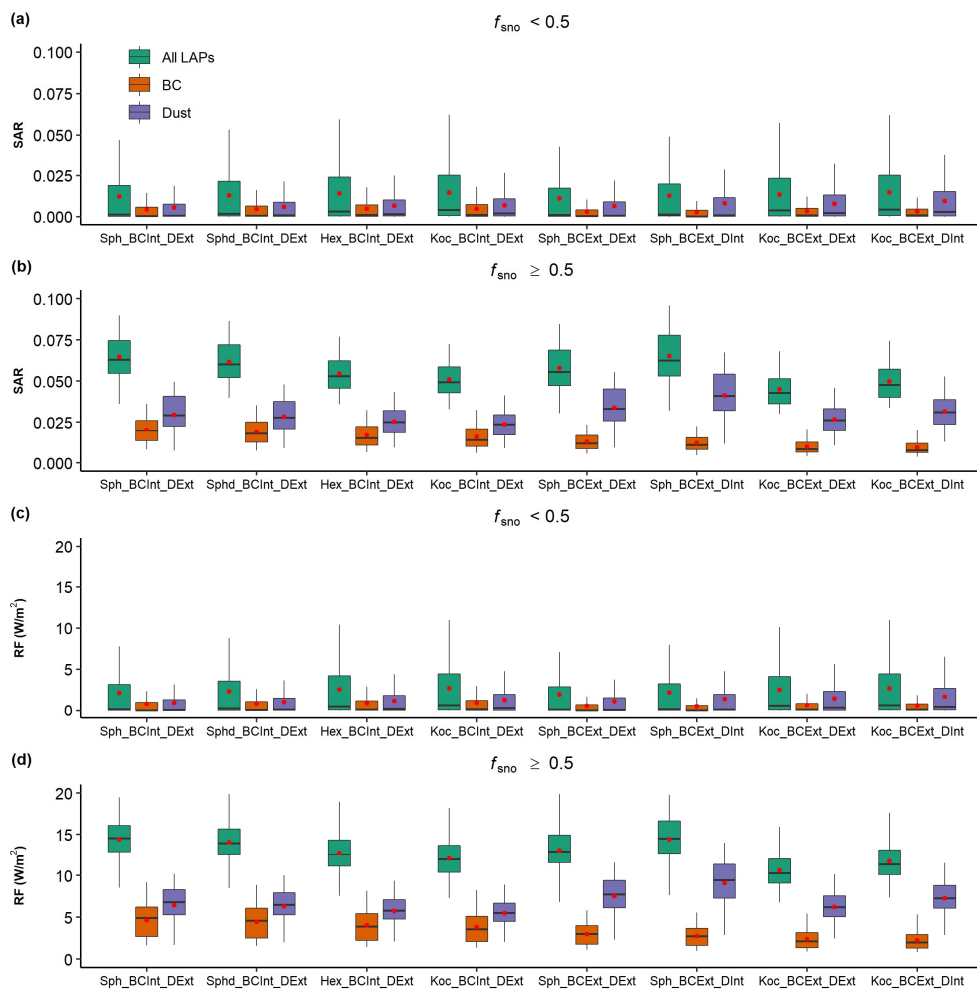 (a)
f sno < 0.5
SAR
0.100
0.075
0.050
0.025
0.000
All LAPs
BC
Dust
Sph_BCInt_DExt Sphd_BCInt_DExt Hex_BCInt_DExt Koc_BCInt_DExt Sph_BCExt_DExt Sph_BCExt_DInt Koc_BCExt_DExt Koc_BCExt_DInt
(b)
f sno ≥ 0.5
SAR
0.100
0.075
0.050
0.025
0.000
Sph_BCInt_DExt Sphd_BCInt_DExt Hex_BCInt_DExt Koc_BCInt_DExt Sph_BCExt_DExt Sph_BCExt_DInt Koc_BCExt_DExt Koc_BCExt_DInt
(c)
f sno < 0.5
RF (W/m²)
20
15
10
5
0
Sph_BCInt_DExt Sphd_BCInt_DExt Hex_BCInt_DExt Koc_BCInt_DExt Sph_BCExt_DExt Sph_BCExt_DInt Koc_BCExt_DExt Koc_BCExt_DInt
(d)
f sno ≥ 0.5
RF (W/m²)
20
15
10
5
0
Sph_BCInt_DExt Sphd_BCInt_DExt Hex_BCInt_DExt Koc_BCInt_DExt Sph_BCExt_DExt Sph_BCExt_DInt Koc_BCExt_DExt Koc_BCExt_DInt